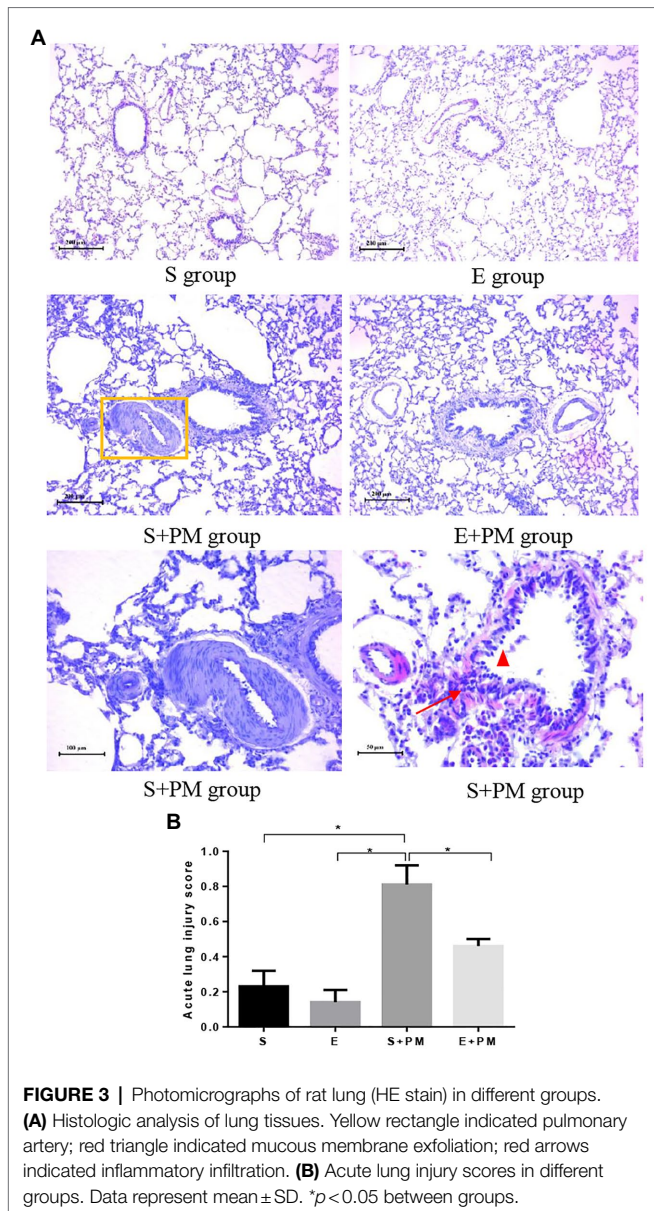 A
200 μm
200 μm
S group
E group
200 μm
200 μm
S+PM group
E+PM group
100 μm
50 μm
S+PM group
S+PM group
B
*
* *
Acute lung injury score
1.0
0.8
0.6
0.4
0.2
0.0
S E S+PM E+PM
FIGURE 3 | Photomicrographs of rat lung (HE stain) in different groups.
(A) Histologic analysis of lung tissues. Yellow rectangle indicated pulmonary
artery; red triangle indicated mucous membrane exfoliation; red arrows
indicated inflammatory infiltration. (B) Acute lung injury scores in different
groups. Data represent mean ± SD. *p < 0.05 between groups.